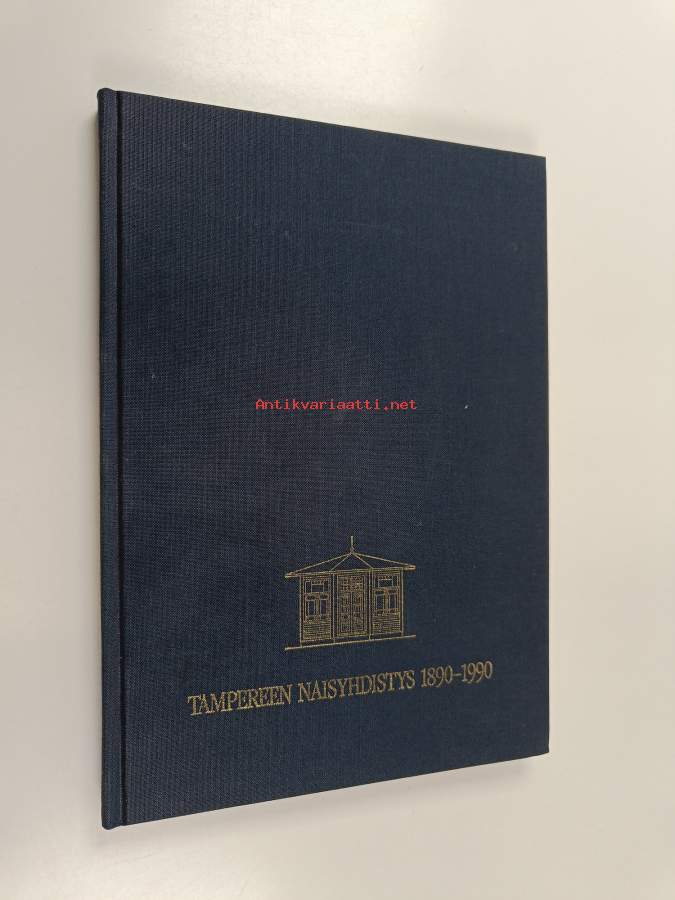 Antikvariaatti.net
TAMPEREEN NAISYHDISTYS 1890–1990